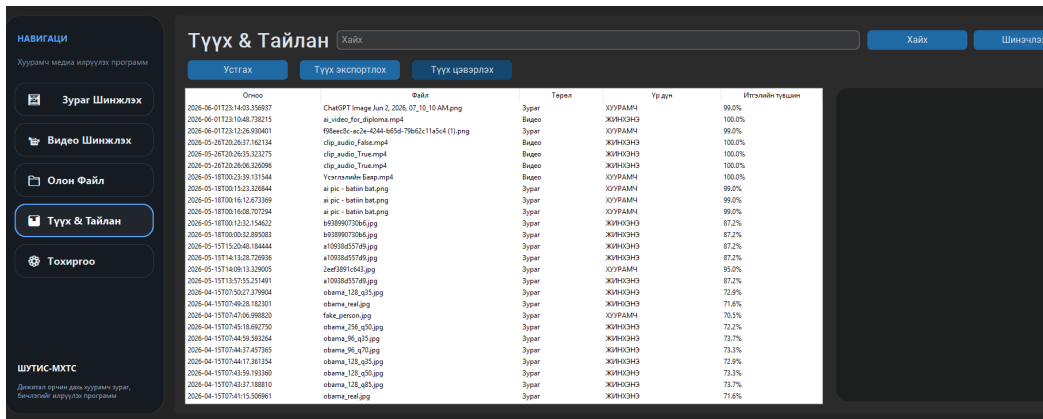 НАВИГАЦИ
Хуурамч медиа илрүүлэх программ
Зураг Шинжлэх
Видео Шинжлэх
Олон Файл
Түүх & Тайлан
Тохиргоо
ШУТИС-МХТС
Дижитал орчин дахь хуурамч зураг,
бичлэгийг илрүүлэх программ
Түүх & Тайлан Хайх Хайх Шинэчлэх
Устгах Түүх экспортлох Түүх цэвэрлэх
Огноо Файл Төрөл Үр дүн Итгэлийн түвшин
2026-06-01T23:14:03.356937 ChatGPT Image Jun 2, 2026, 07_10_10 AM.png Зураг ХУУРАМЧ 99.0%
2026-06-01T23:10:48.738215 ai_video_for_diploma.mp4 Видео ЖИНХЭНЭ 100.0%
2026-06-01T23:12:26.930401 f98eec8c-ac2e-4244-b65d-79b62c11a5c4 (1).png Зураг ХУУРАМЧ 99.0%
2026-05-26T20:26:37.162134 clip_audio_False.mp4 Видео ЖИНХЭНЭ 100.0%
2026-05-26T20:26:35.323275 clip_audio_True.mp4 Видео ЖИНХЭНЭ 100.0%
2026-05-26T20:26:06.326096 clip_audio_True.mp4 Видео ЖИНХЭНЭ 100.0%
2026-05-18T00:23:39.131544 Үсэглэлийн Баяр.mp4 Видео ХУУРАМЧ 100.0%
2026-05-18T00:15:23.326844 ai pic - batiin bat.png Зураг ХУУРАМЧ 99.0%
2026-05-18T00:16:12.673369 ai pic - batiin bat.png Зураг ХУУРАМЧ 99.0%
2026-05-18T00:16:08.707294 ai pic - batiin bat.png Зураг ХУУРАМЧ 99.0%
2026-05-18T00:12:32.154622 b938990730b6.jpg Зураг ЖИНХЭНЭ 87.2%
2026-05-18T00:00:32.895083 b938990730b6.jpg Зураг ЖИНХЭНЭ 87.2%
2026-05-15T15:20:48.184444 a10938d557d9.jpg Зураг ЖИНХЭНЭ 87.2%
2026-05-15T14:13:28.726936 a10938d557d9.jpg Зураг ЖИНХЭНЭ 87.2%
2026-05-15T14:09:13.329005 2eef3891c643.jpg Зураг ХУУРАМЧ 95.0%
2026-05-15T13:57:55.251491 a10938d557d9.jpg Зураг ЖИНХЭНЭ 87.2%
2026-04-15T07:50:27.379904 obama_128_q35.jpg Зураг ЖИНХЭНЭ 72.9%
2026-04-15T07:49:28.182301 obama_real.jpg Зураг ЖИНХЭНЭ 71.6%
2026-04-15T07:47:06.998820 fake_person.jpg Зураг ХУУРАМЧ 70.5%
2026-04-15T07:45:18.692750 obama_256_q50.jpg Зураг ЖИНХЭНЭ 72.2%
2026-04-15T07:44:59.593264 obama_96_q35.jpg Зураг ЖИНХЭНЭ 73.7%
2026-04-15T07:44:37.457365 obama_96_q70.jpg Зураг ЖИНХЭНЭ 73.3%
2026-04-15T07:44:17.361354 obama_128_q35.jpg Зураг ЖИНХЭНЭ 72.9%
2026-04-15T07:43:59.193360 obama_128_q50.jpg Зураг ЖИНХЭНЭ 73.3%
2026-04-15T07:43:37.188810 obama_128_q85.jpg Зураг ЖИНХЭНЭ 73.7%
2026-04-15T07:41:15.506961 obama_real.jpg Зураг ЖИНХЭНЭ 71.6%